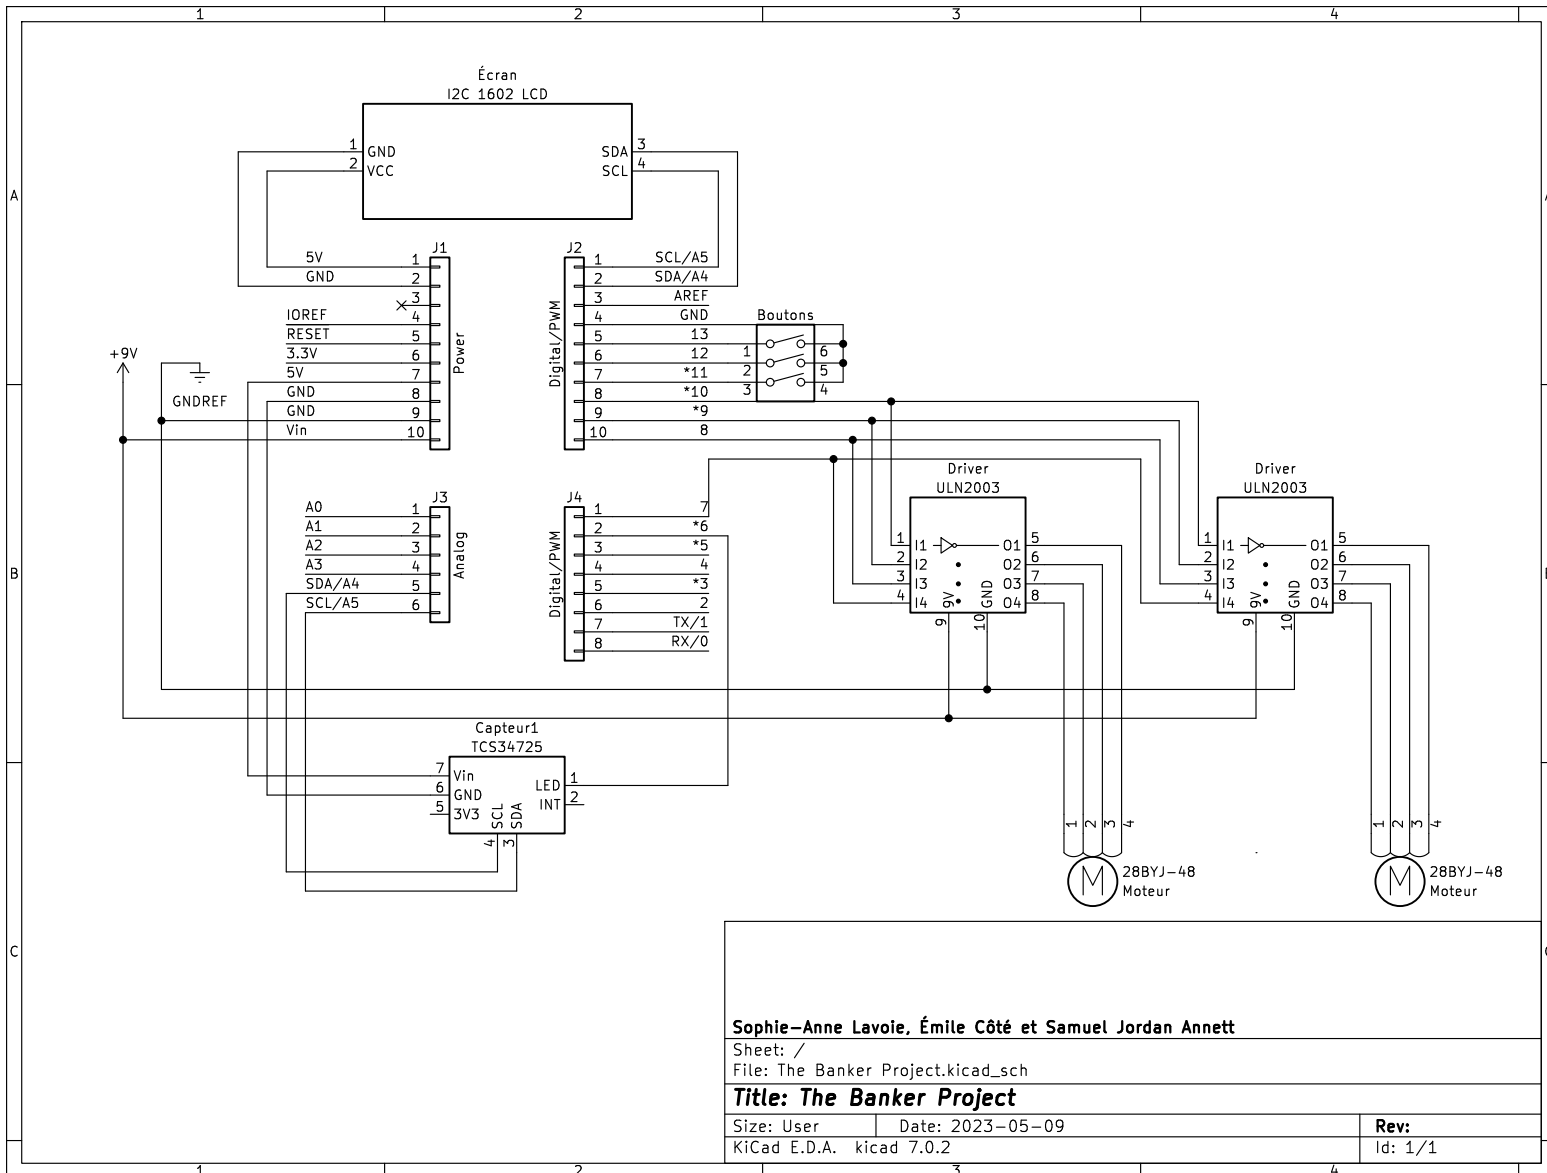 1 2 3 4
Écran
I2C 1602 LCD
1 GND SDA 3
2 VCC SCL 4
A A
J1 J2
5V 1 1 SCL/A5
GND 2 2 SDA/A4
3 3 AREF
IOREF 4 4 GND Boutons
RESET 5 5 13
3.3V 6 6 12 1 6
5V 7 7 *11 2 5
GND 8 8 *10 3 4
GND 9 9 *9
Vin 10 10 8
Power
Digital/PWM
+9V
GNDREF
J3 J4
A0 1 1 7
A1 2 2 *6
A2 3 3 *5
A3 4 4 4
SDA/A4 5 5 *3
SCL/A5 6 6 2
7 TX/1
8 RX/0
Analog
Digital/PWM
Driver
ULN2003
1 I1 O1 5
2 I2 O2 6
3 I3 O3 7
4 I4 9V GND O4 8
9 10
Driver
ULN2003
1 I1 O1 5
2 I2 O2 6
3 I3 O3 7
4 I4 9V GND O4 8
9 10
B
Capteur1
TCS34725
7 Vin LED 1
6 GND INT 2
5 3V3 SCL SDA
4 3
1 2 3 4
M 28BYJ-48
Moteur
1 2 3 4
M 28BYJ-48
Moteur
C C
Sophie-Anne Lavoie, Émile Côté et Samuel Jordan Annett
Sheet: /
File: The Banker Project.kicad_sch
Title: The Banker Project
Size: User Date: 2023-05-09 Rev:
KiCad E.D.A. kicad 7.0.2 Id: 1/1
1 2 3 4